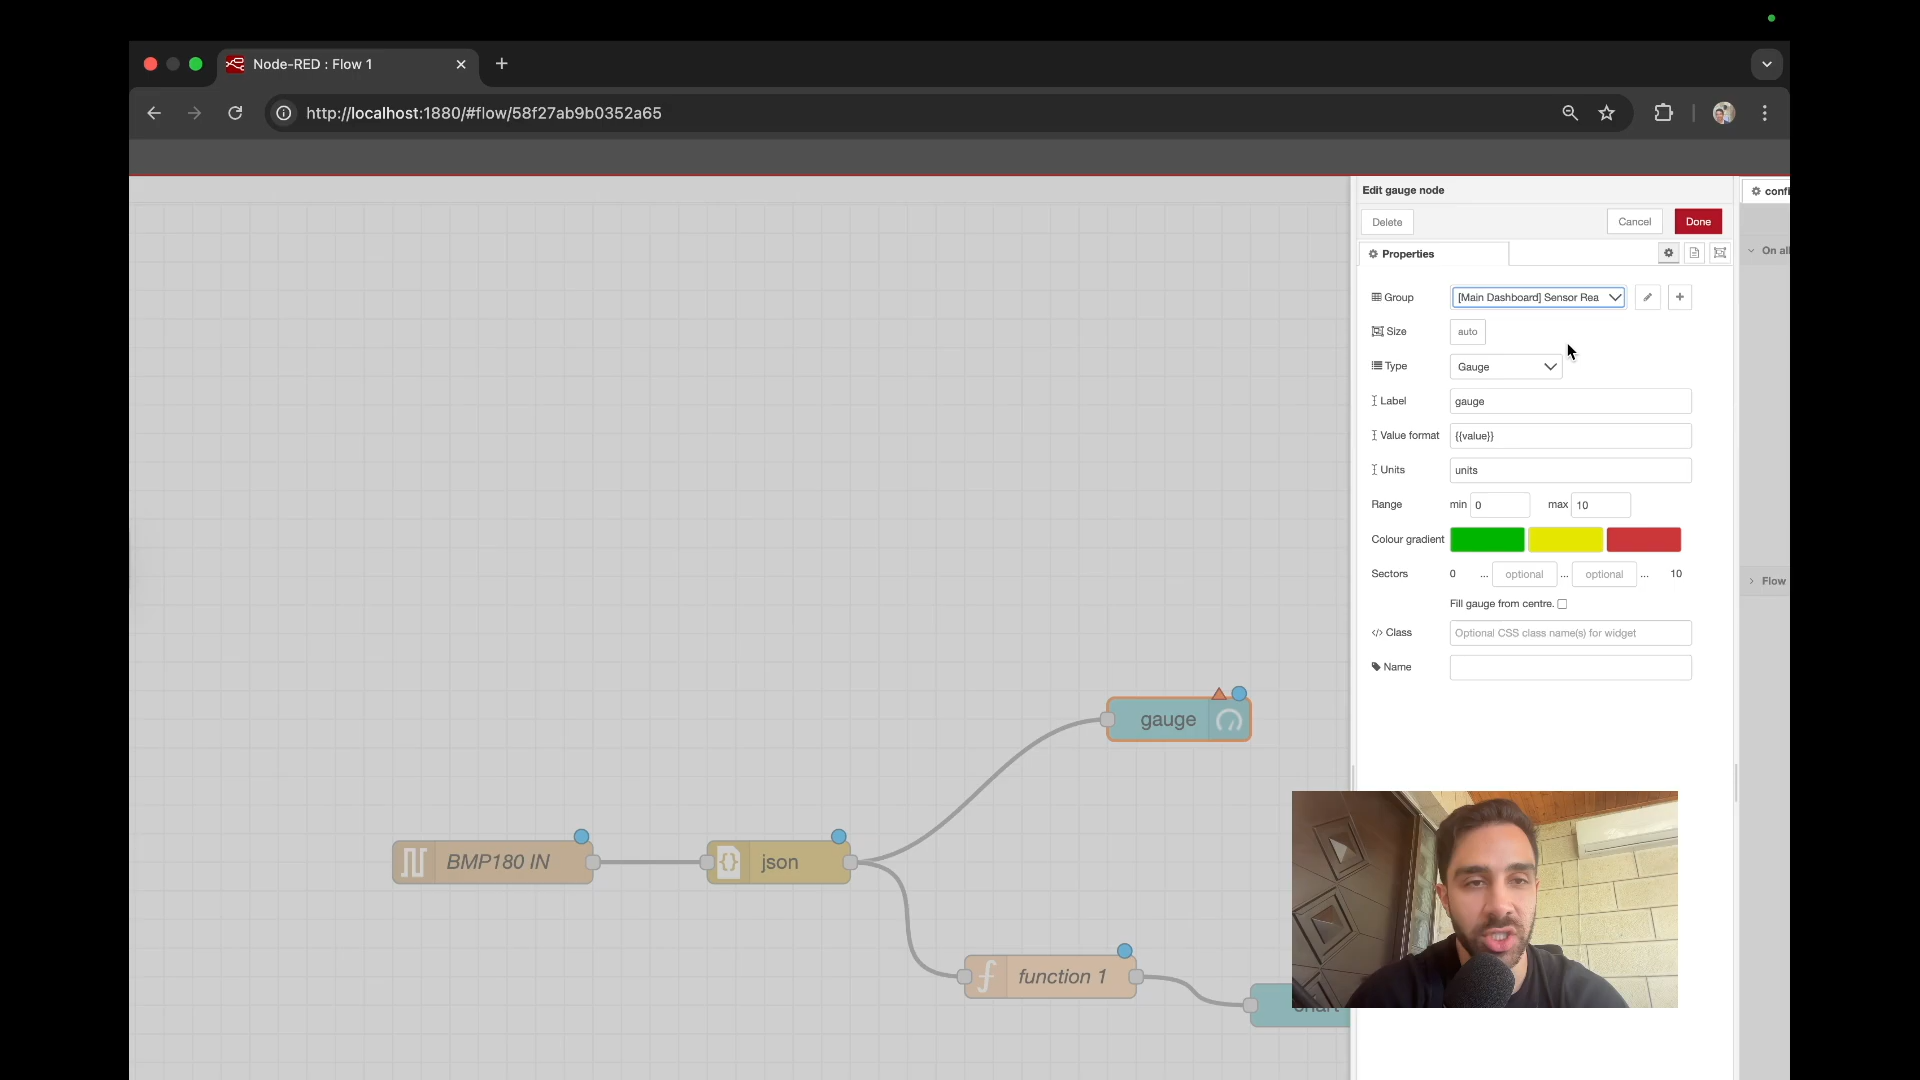 Node-RED : Flow 1
http://localhost:1880/#flow/58f27ab9b0352a65
Edit gauge node
Delete
Cancel
Done
Properties
Group
[Main Dashboard] Sensor Rea
Size
auto
Type
Gauge
Label
gauge
Value format
{{value}}
Units
units
Range
min
0
max
10
Colour gradient
Sectors
0
...
optional
...
optional
...
10
Fill gauge from centre.
</> Class
Optional CSS class name(s) for widget
Name
confi
On all
Flow
gauge
BMP180 IN
{}
json
f
function 1
chart